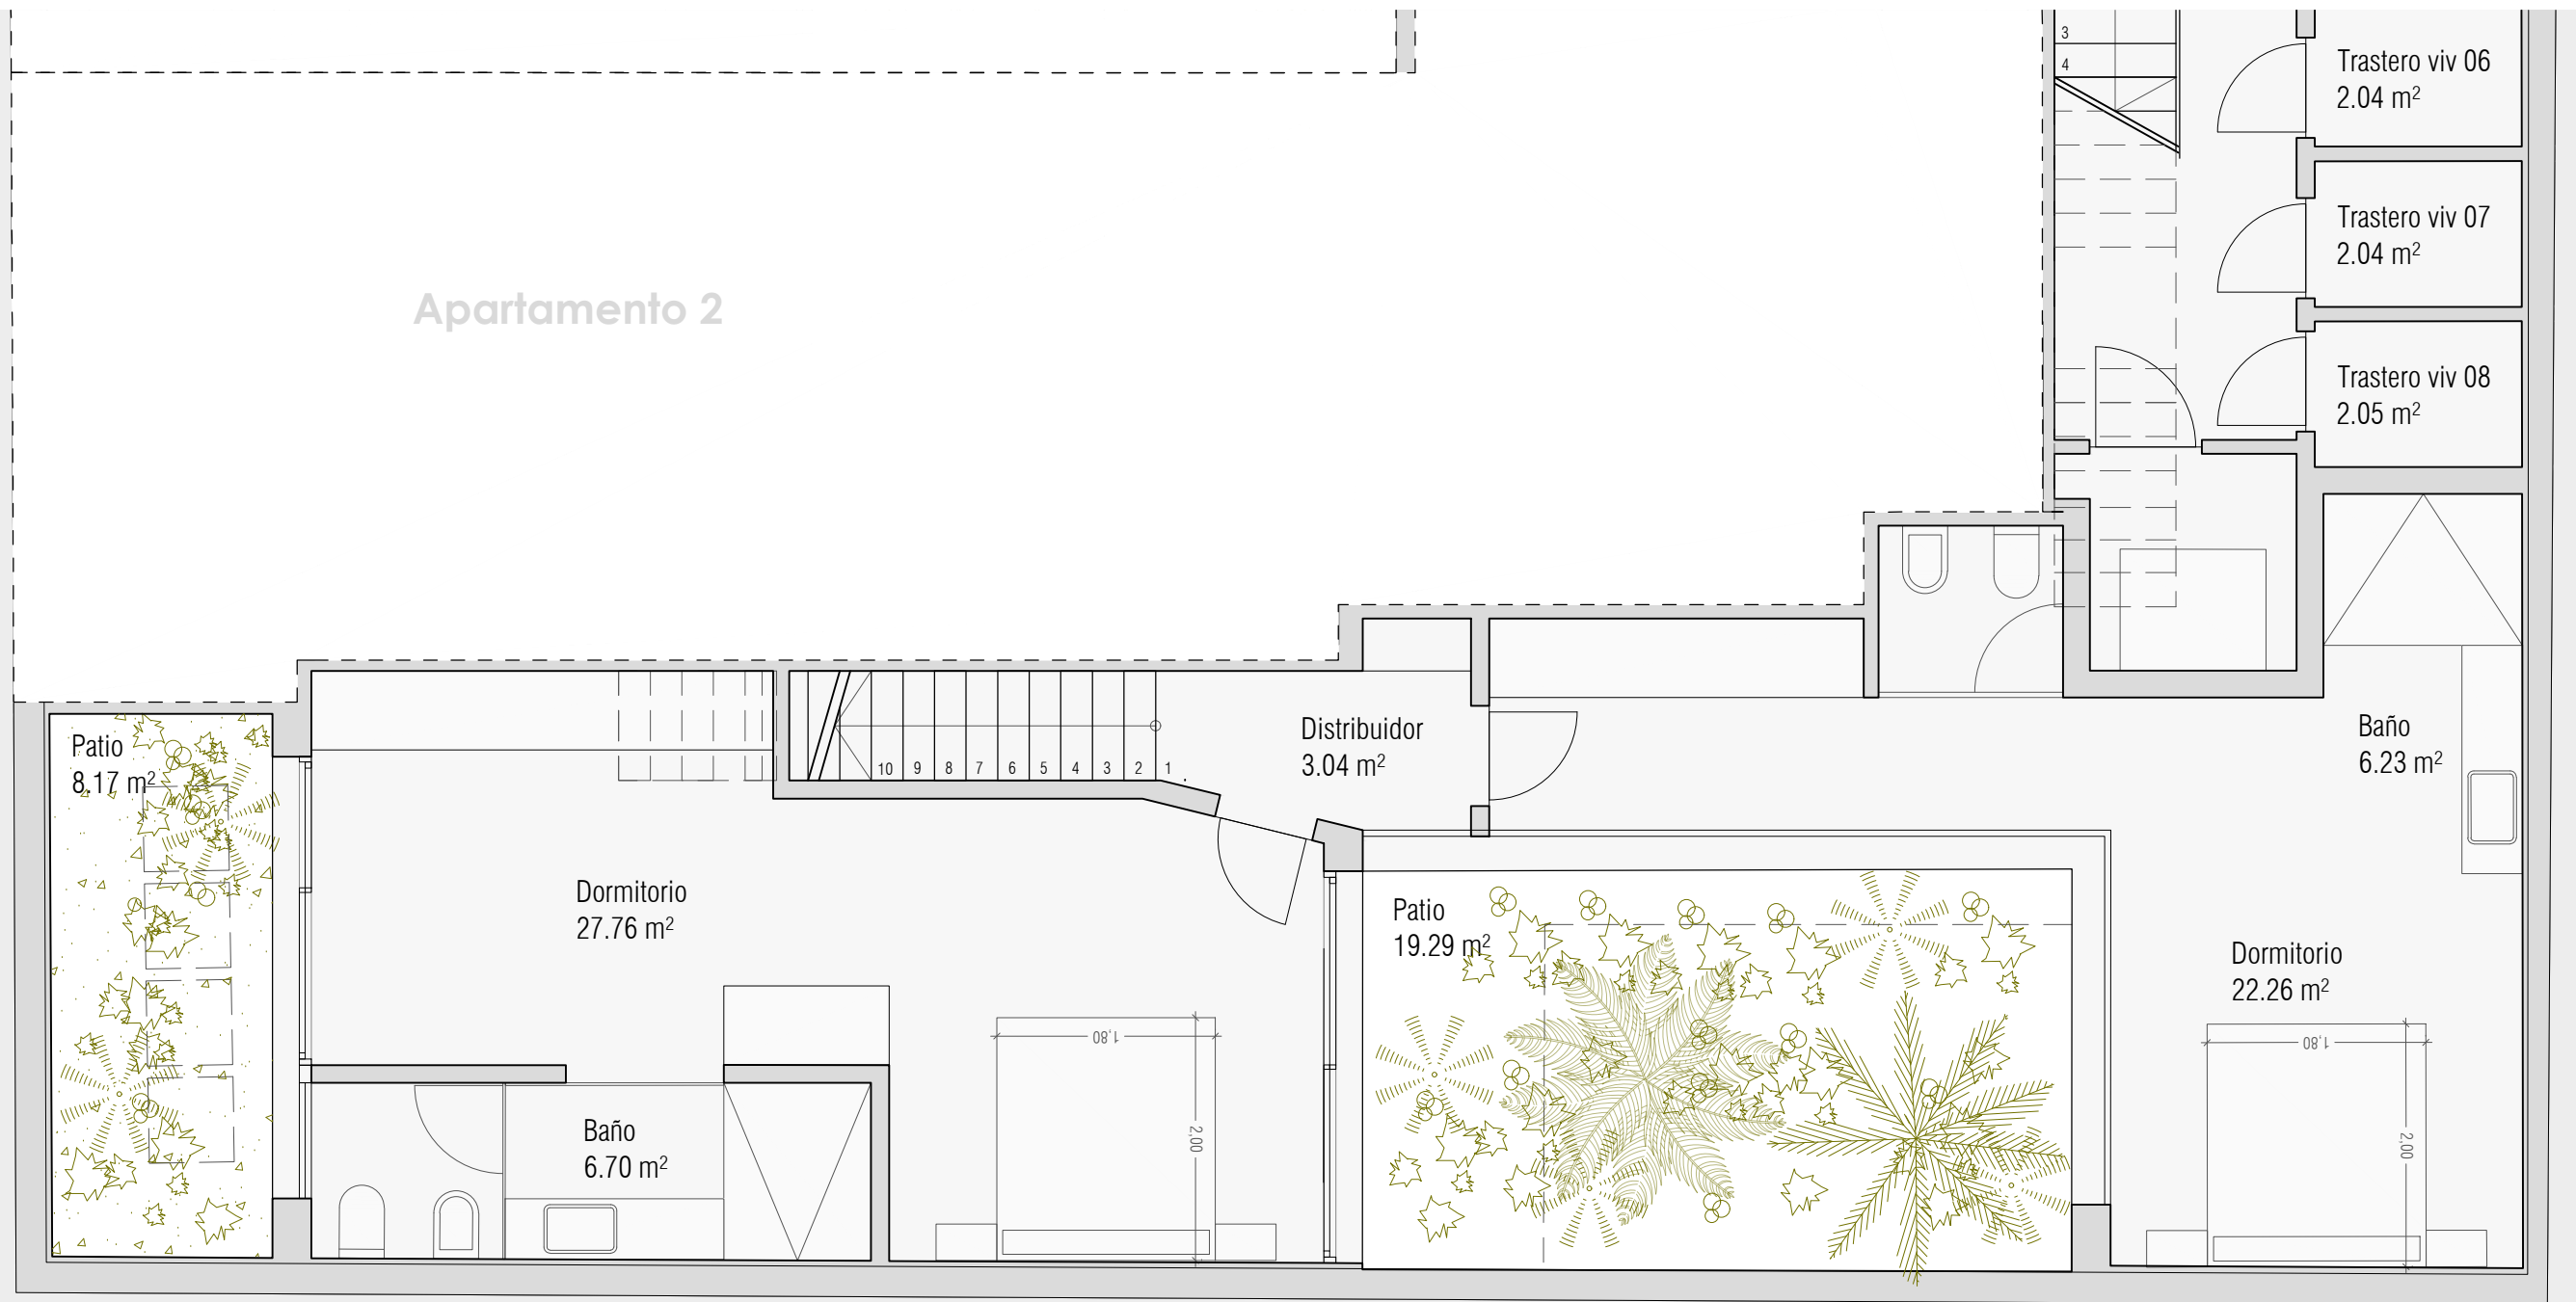 3
4
Trastero viv 06
2.04 m²
Trastero viv 07
2.04 m²
Apartamento 2
Trastero viv 08
2.05 m²
Patio
8.17 m²
10 9 8 7 6 5 4 3 2 1
Distribuidor
3.04 m²
Baño
6.23 m²
Dormitorio
27.76 m²
Patio
19.29 m²
Dormitorio
22.26 m²
1,80
1,80
Baño
6.70 m²
2,00
2,00